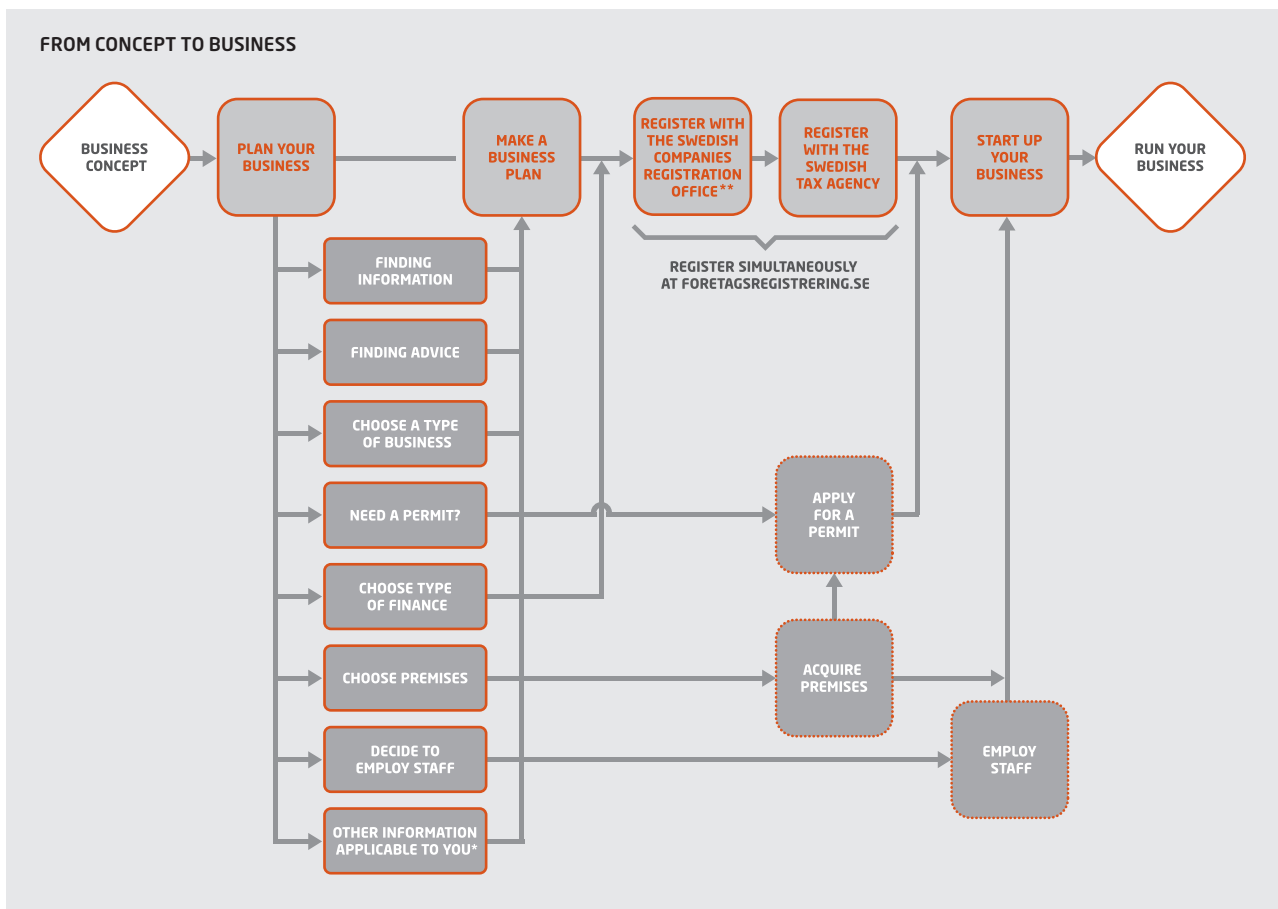 FROM CONCEPT TO BUSINESS
BUSINESS
CONCEPT
PLAN YOUR
BUSINESS
MAKE A
BUSINESS
PLAN
REGISTER WITH
THE SWEDISH
COMPANIES
REGISTRATION
OFFICE**
REGISTER
WITH THE
SWEDISH
TAX AGENCY
START UP
YOUR
BUSINESS
RUN YOUR
BUSINESS
REGISTER SIMULTANEOUSLY
AT FORETAGSREGISTRERING.SE
FINDING
INFORMATION
FINDING ADVICE
CHOOSE A TYPE
OF BUSINESS
NEED A PERMIT?
APPLY
FOR A
PERMIT
CHOOSE TYPE
OF FINANCE
CHOOSE PREMISES
ACQUIRE
PREMISES
DECIDE TO
EMPLOY STAFF
EMPLOY
STAFF
OTHER INFORMATION
APPLICABLE TO YOU*